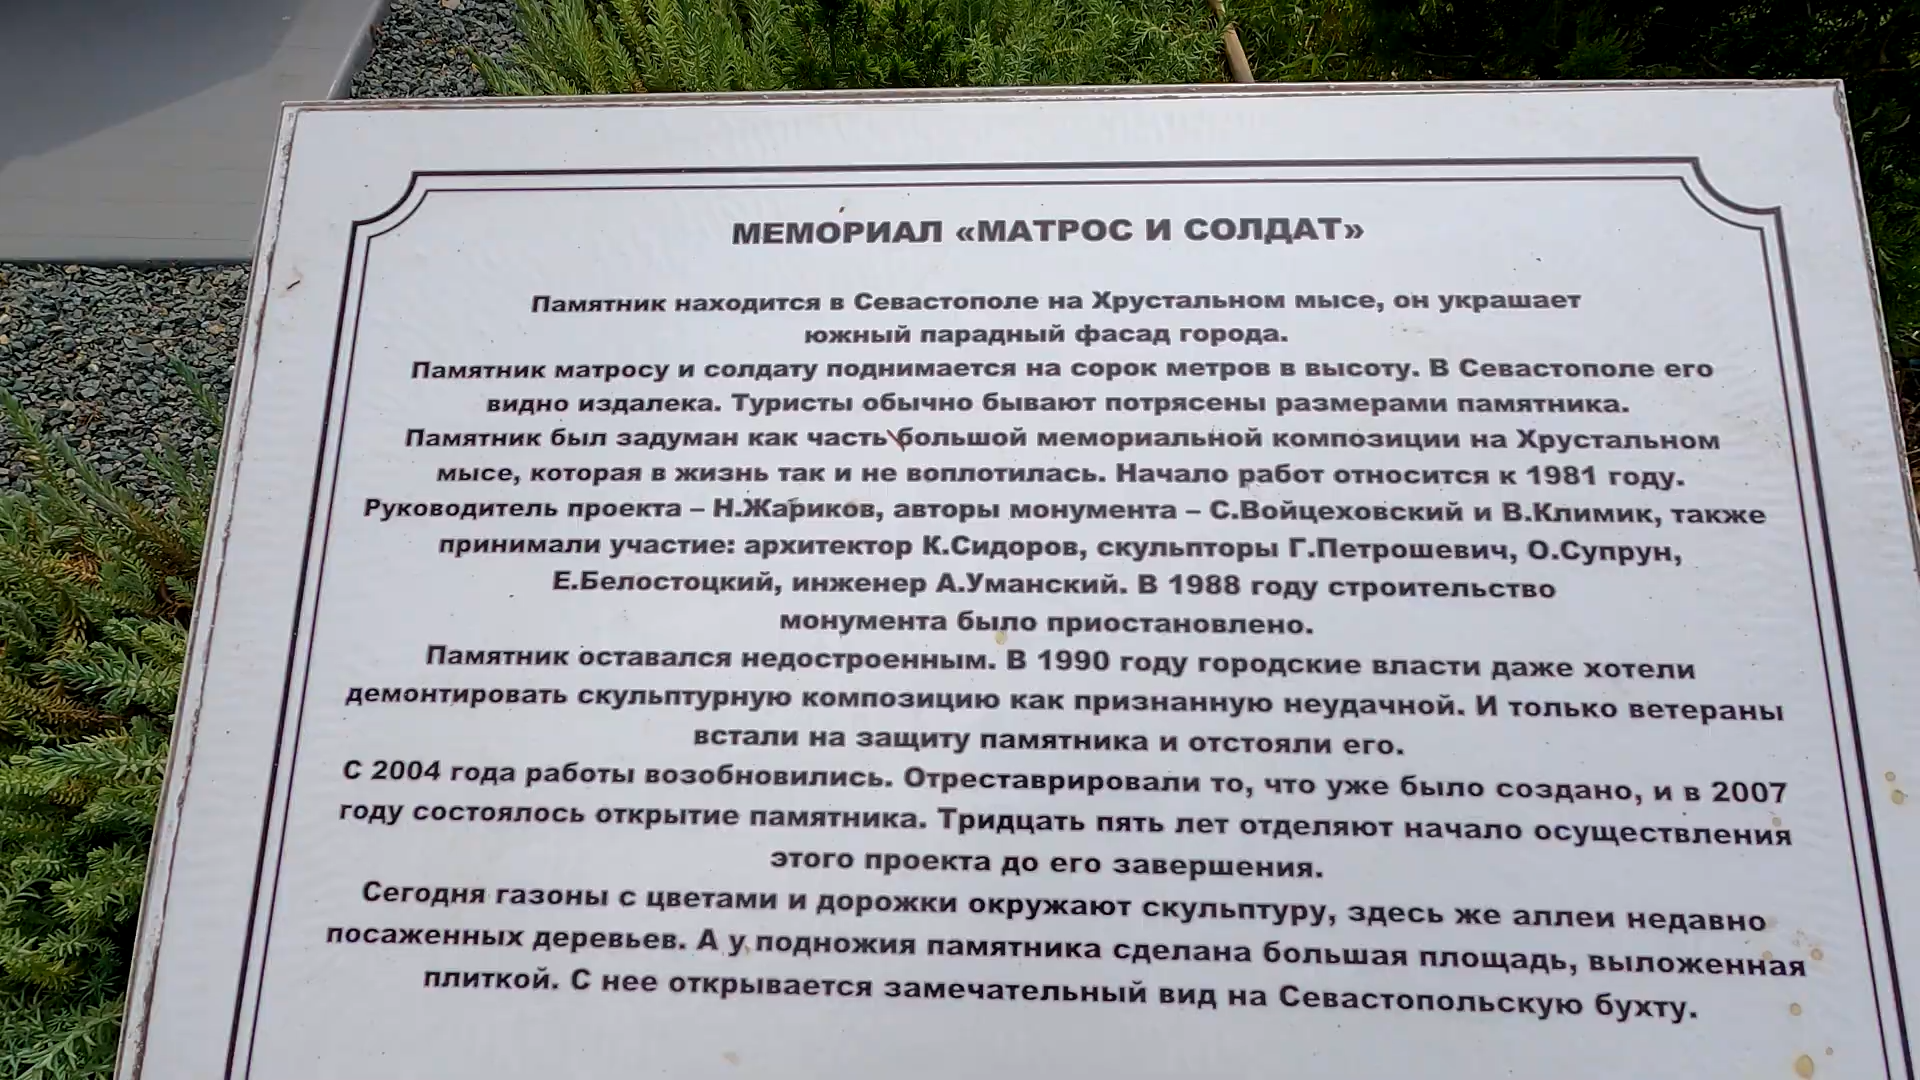 МЕМОРИАЛ «МАТРОС И СОЛДАТ»
Памятник находится в Севастополе на Хрустальном мысе, он украшает
южный парадный фасад города.
Памятник матросу и солдату поднимается на сорок метров в высоту. В Севастополе его
видно издалека. Туристы обычно бывают потрясены размерами памятника.
Памятник был задуман как часть большой мемориальной композиции на Хрустальном
мысе, которая в жизнь так и не воплотилась. Начало работ относится к 1981 году.
Руководитель проекта – Н.Жариков, авторы монумента – С.Войцеховский и В.Климик, также
принимали участие: архитектор К.Сидоров, скульпторы Г.Петрошевич, О.Супрун,
Е.Белостоцкий, инженер А.Уманский. В 1988 году строительство
монумента было приостановлено.
Памятник оставался недостроенным. В 1990 году городские власти даже хотели
демонтировать скульптурную композицию как признанную неудачной. И только ветераны
встали на защиту памятника и отстояли его.
С 2004 года работы возобновились. Отреставрировали то, что уже было создано, и в 2007
году состоялось открытие памятника. Тридцать пять лет отделяют начало осуществления
этого проекта до его завершения.
Сегодня газоны с цветами и дорожки окружают скульптуру, здесь же аллеи недавно
посаженных деревьев. А у подножия памятника сделана большая площадь, выложенная
плиткой. С нее открывается замечательный вид на Севастопольскую бухту.